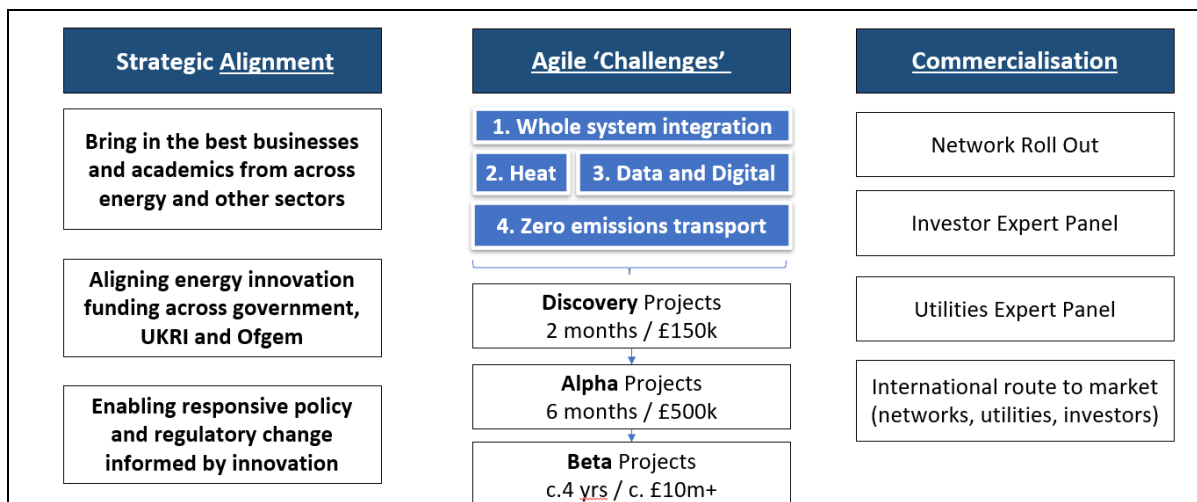 Strategic Alignment
Bring in the best businesses
and academics from across
energy and other sectors
Aligning energy innovation
funding across government,
UKRI and Ofgem
Enabling responsive policy
and regulatory change
informed by innovation
Agile ‘Challenges’
1. Whole system integration
2. Heat
3. Data and Digital
4. Zero emissions transport
Discovery Projects
2 months / £150k
Alpha Projects
6 months / £500k
Beta Projects
c.4 yrs / c. £10m+
Commercialisation
Network Roll Out
Investor Expert Panel
Utilities Expert Panel
International route to market
(networks, utilities, investors)